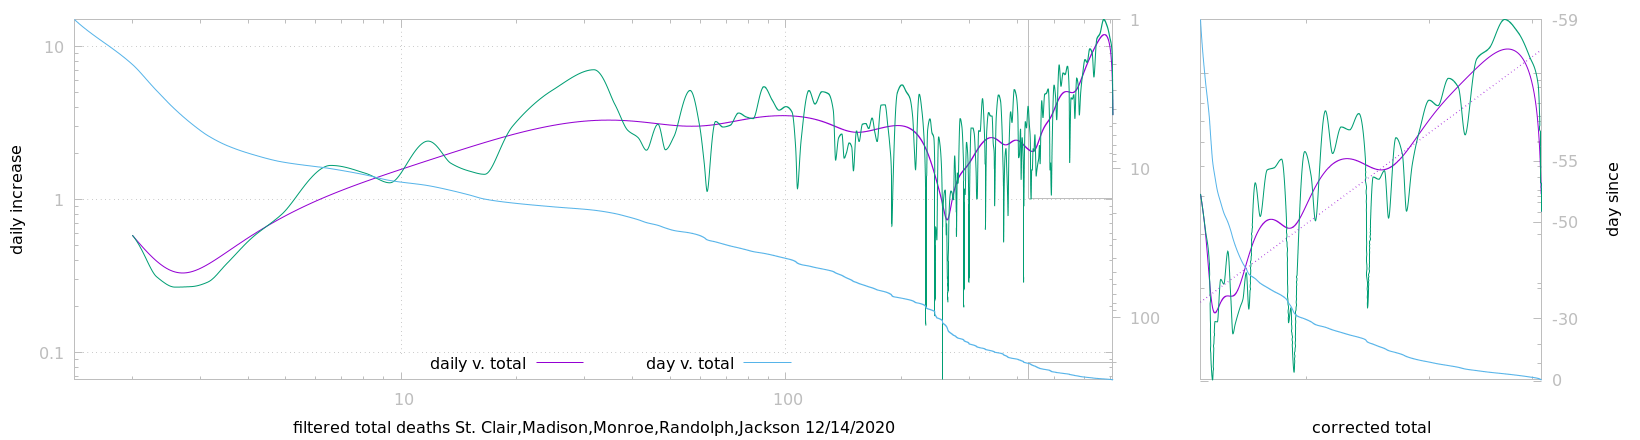 daily increase
10
1
0.1
1
10
100
daily v. total
day v. total
10
100
filtered total deaths St. Clair,Madison,Monroe,Randolph,Jackson 12/14/2020
-59
-55
-50
-30
0
day since
corrected total